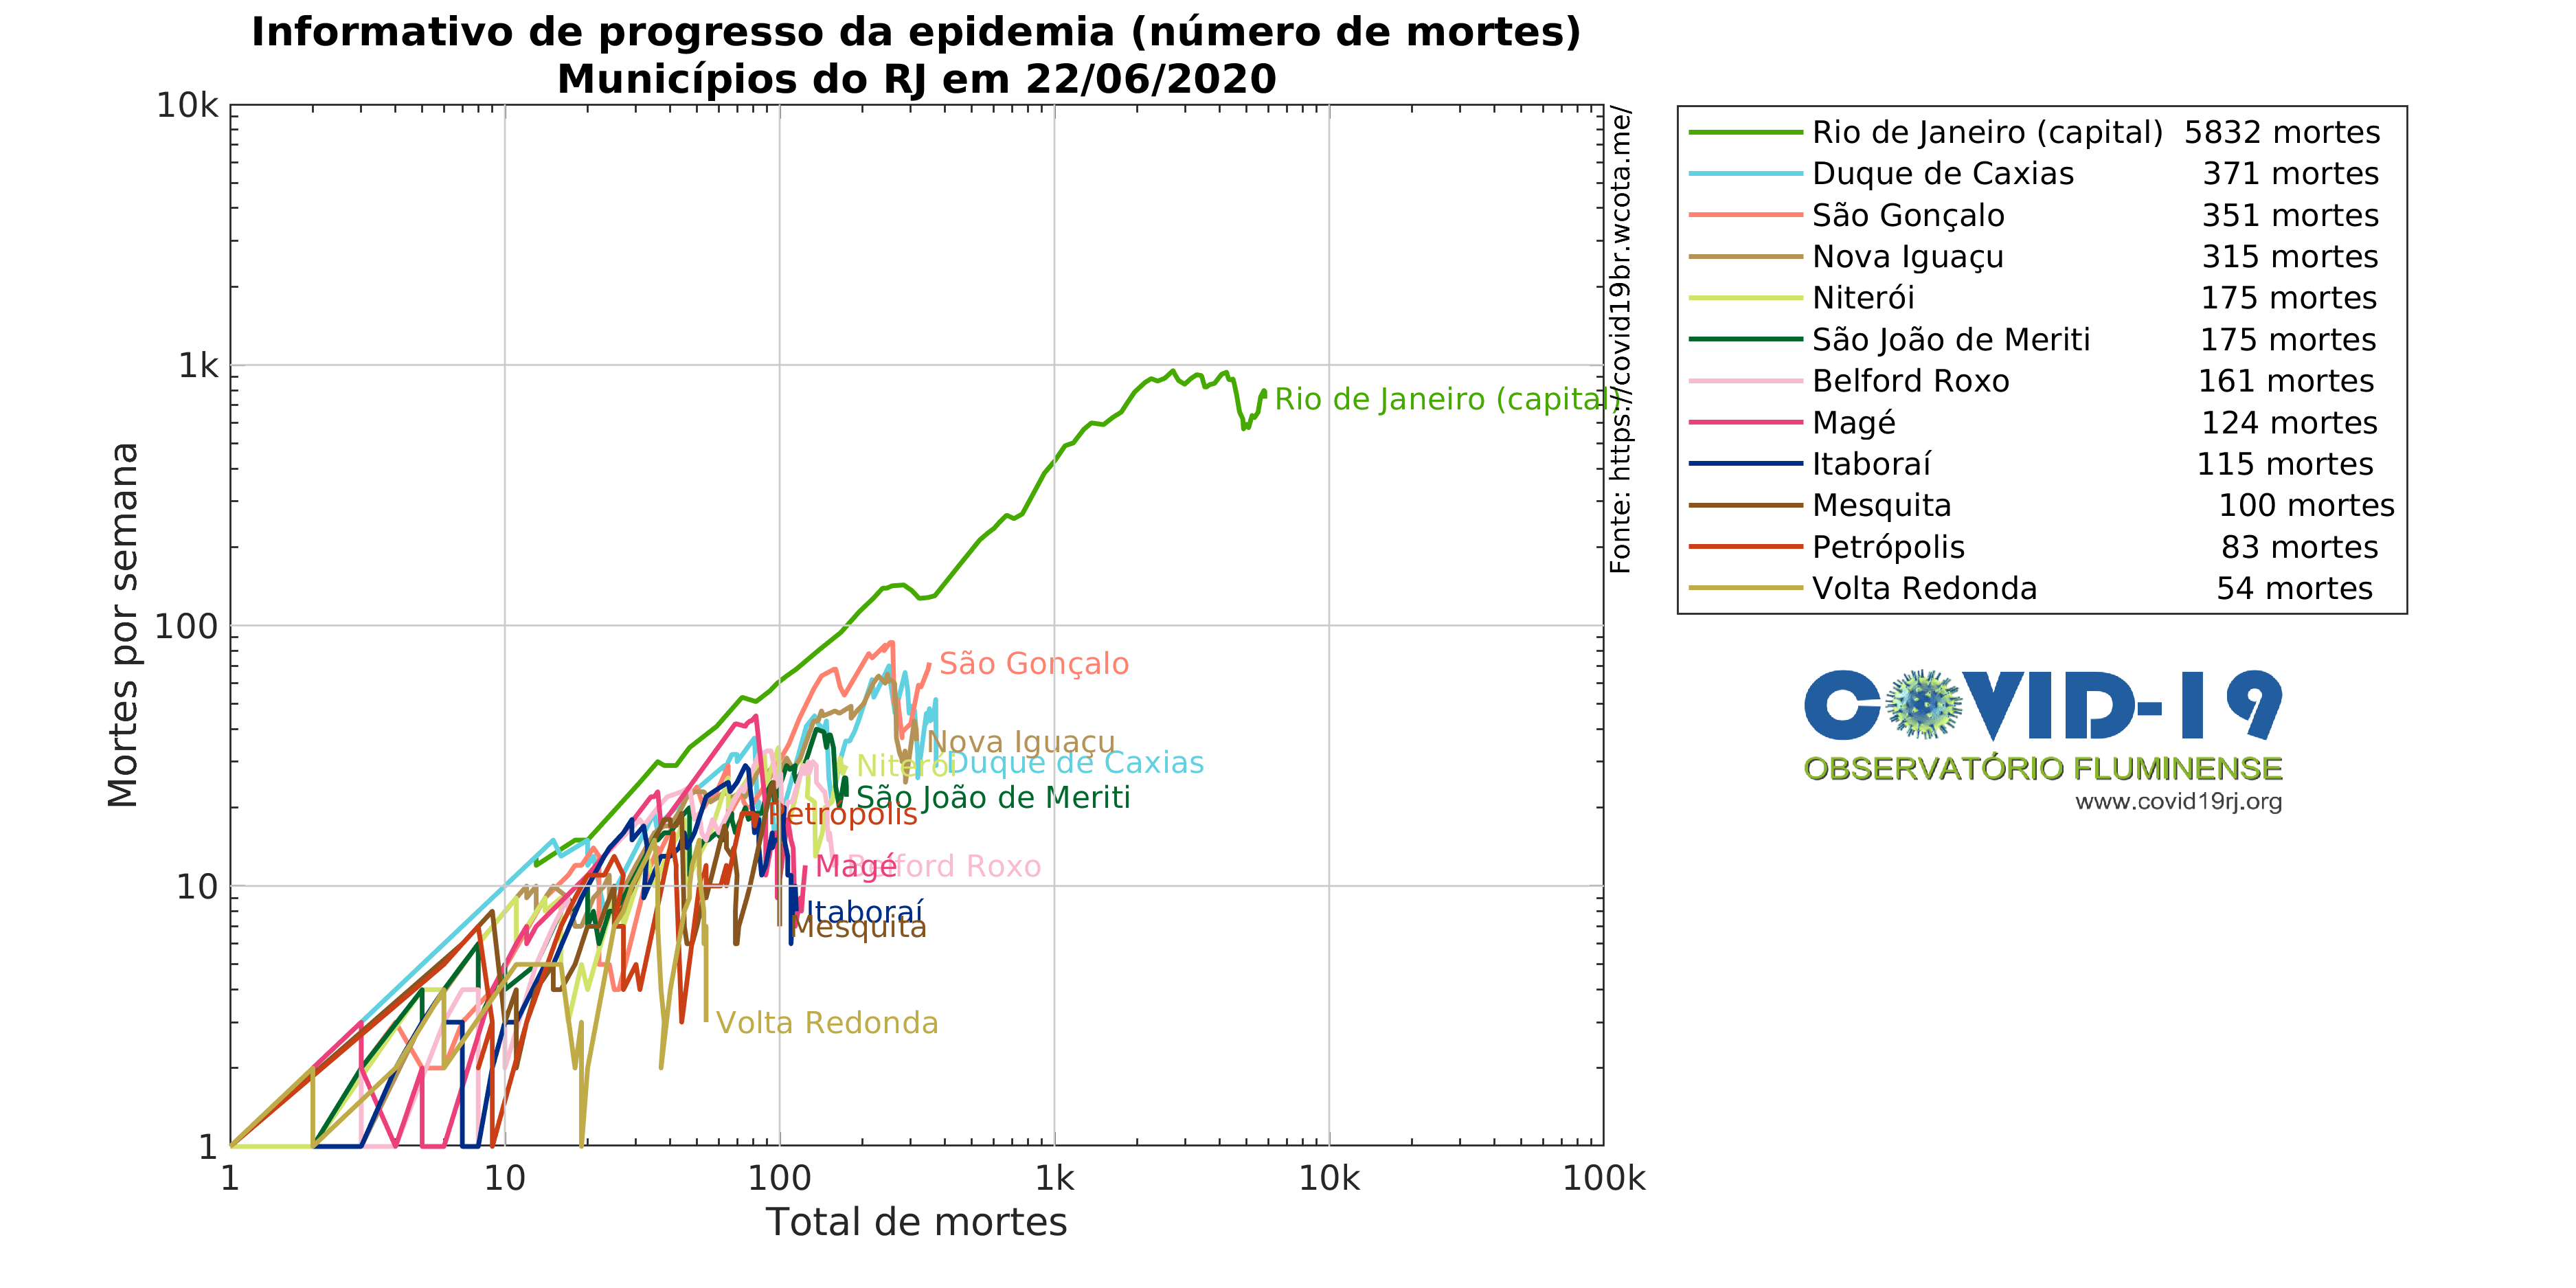 Informativo de progresso da epidemia (número de mortes)
Municípios do RJ em 22/06/2020
10k
1k
100
10
1
Mortes por semana
1
10
100
1k
10k
100k
Total de mortes
Fonte: https://covid19br.wcota.me/
Rio de Janeiro (capital)
São Gonçalo
Nova Iguaçu
Niterói
Duque de Caxias
São João de Meriti
Petrópolis
Magé
Belford Roxo
Itaboraí
Mesquita
Volta Redonda
Rio de Janeiro (capital) 5832 mortes
Duque de Caxias 371 mortes
São Gonçalo 351 mortes
Nova Iguaçu 315 mortes
Niterói 175 mortes
São João de Meriti 175 mortes
Belford Roxo 161 mortes
Magé 124 mortes
Itaboraí 115 mortes
Mesquita 100 mortes
Petrópolis 83 mortes
Volta Redonda 54 mortes
COVID-19
OBSERVATÓRIO FLUMINENSE
www.covid19rj.org